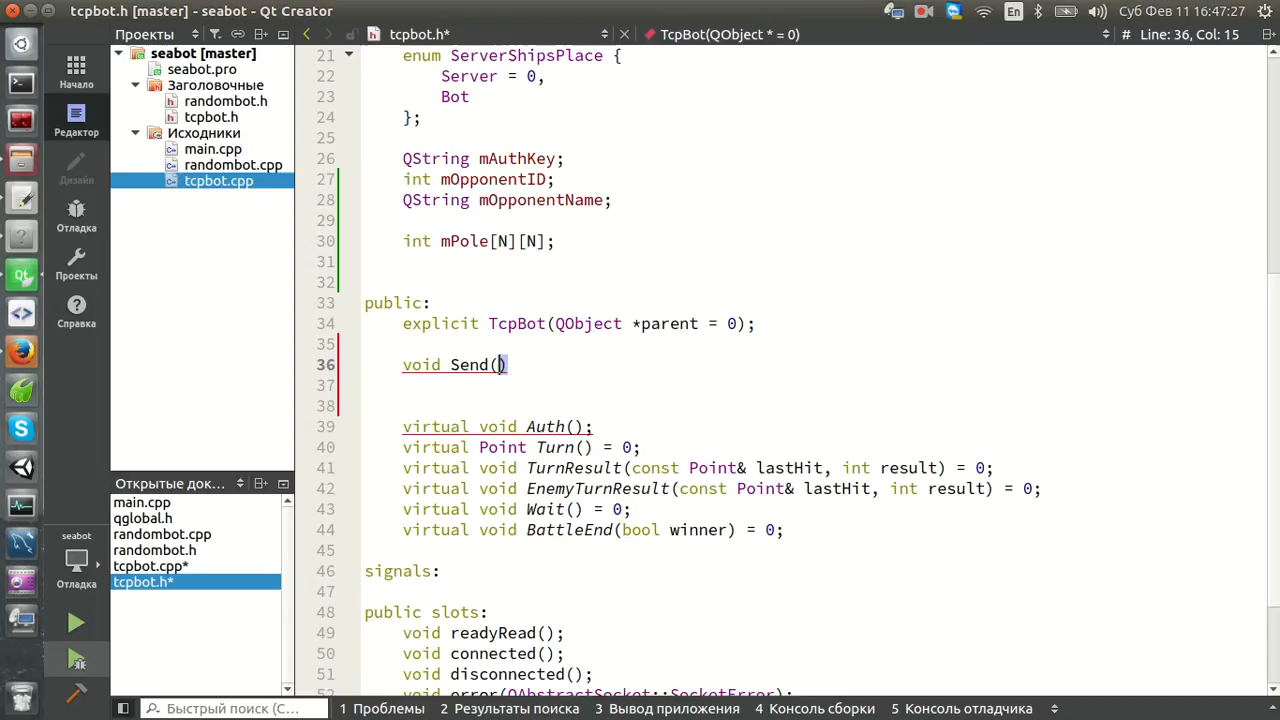 tcpbot.h [master] - seabot - Qt Creator
En
Суб Фев 11 16:47:27
Проекты
tcpbot.h*
TcpBot(QObject * = 0)
#
Line: 36, Col: 15
Начало
Редактор
Дизайн
Отладка
Проекты
Справка
seabot
Отладка
seabot [master]
seabot.pro
Заголовочные
randombot.h
tcpbot.h
Исходники
main.cpp
randombot.cpp
tcpbot.cpp
Открытые док...
main.cpp
qglobal.h
randombot.cpp
randombot.h
tcpbot.cpp*
tcpbot.h*
21 enum ServerShipsPlace {
22 Server = 0,
23 Bot
24 };
25
26 QString mAuthKey;
27 int mOpponentID;
28 QString mOpponentName;
29
30 int mPole[N][N];
31
32
33 public:
34 explicit TcpBot(QObject *parent = 0);
35
36 void Send()
37
38
39 virtual void Auth();
40 virtual Point Turn() = 0;
41 virtual void TurnResult(const Point& lastHit, int result) = 0;
42 virtual void EnemyTurnResult(const Point& lastHit, int result) = 0;
43 virtual void Wait() = 0;
44 virtual void BattleEnd(bool winner) = 0;
45
46 signals:
47
48 public slots:
49 void readyRead();
50 void connected();
51 void disconnected();
52 void error(QAbstractSocket::SocketError);
Быстрый поиск (С...
1 Проблемы
2 Результаты поиска
3 Вывод приложения
4 Консоль сборки
5 Консоль отладчика